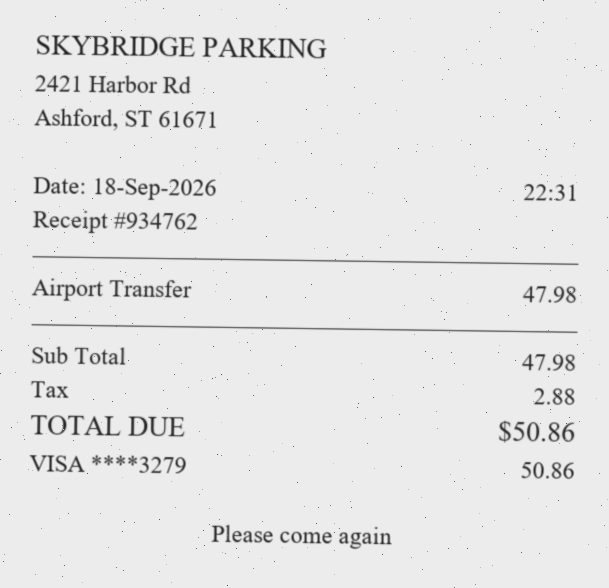 SKYBRIDGE PARKING
2421 Harbor Rd
Ashford, ST 61671
Date: 18-Sep-2026 22:31
Receipt #934762
Airport Transfer 47.98
Sub Total 47.98
Tax 2.88
TOTAL DUE $50.86
VISA ****3279 50.86
Please come again